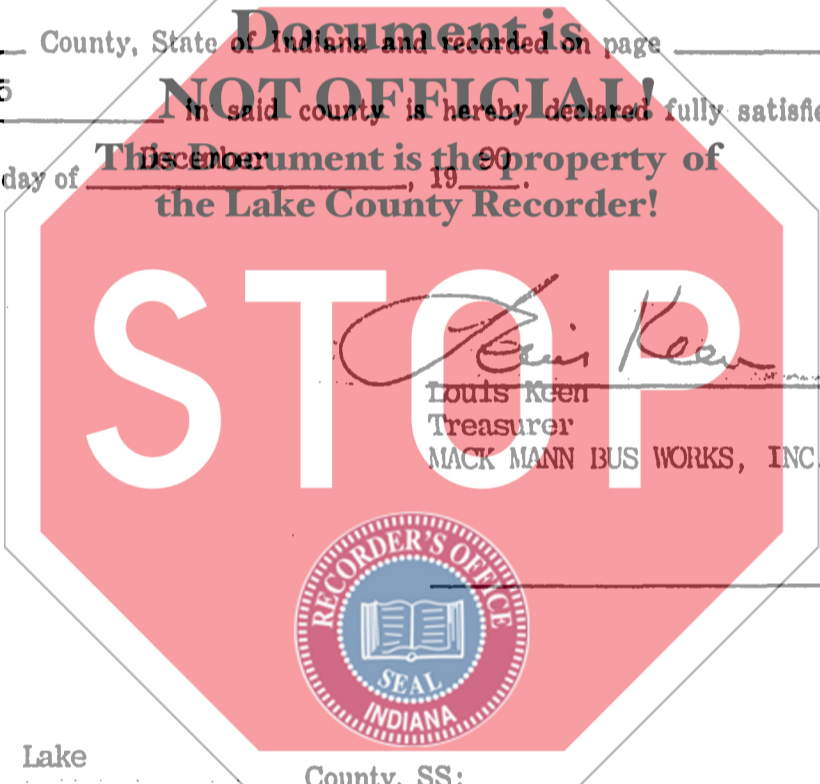 Document is
County, State of Indiana and recorded on page
NOT OFFICIAL!
in said county is hereby declared fully satisfie
This Document is the property of
day of December, 19 90.
the Lake County Recorder!
STOP
Louis Keen
Louis Keen
Treasurer
MACK MANN BUS WORKS, INC.
RECORDER'S OFFICE
SEAL
INDIANA
Lake
County, SS: